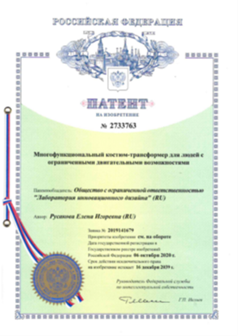 РОССИЙСКАЯ ФЕДЕРАЦИЯ
ПАТЕНТ
НА ИЗОБРЕТЕНИЕ
№ 2733763
Многофункциональный костюм-трансформер для людей с
ограниченными двигательными возможностями
Патентообладатель: Общество с ограниченной ответственностью
"Лаборатория инновационного дизайна" (RU)
Автор: Русинова Елена Игоревна (RU)
Заявка № 2019141679
Приоритет изобретения см. на обороте
Дата государственной регистрации в
Государственном реестре изобретений
Российской Федерации 06 октября 2020 г.
Срок действия исключительного права
на изобретение истекает 16 декабря 2039 г.
Руководитель Федеральной службы
по интеллектуальной собственности
Г.П. Ивлиев